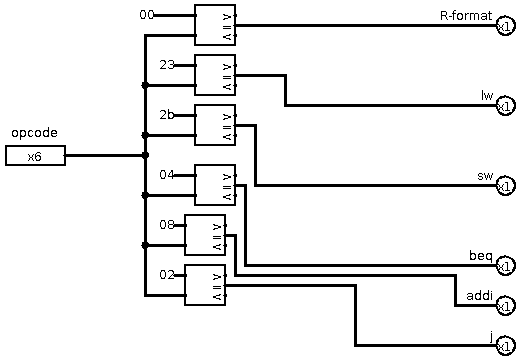 00
R-format
x1
23
lw
x1
2b
opcode
x6
sw
x1
04
beq
x1
08
addi
x1
02
j
x1